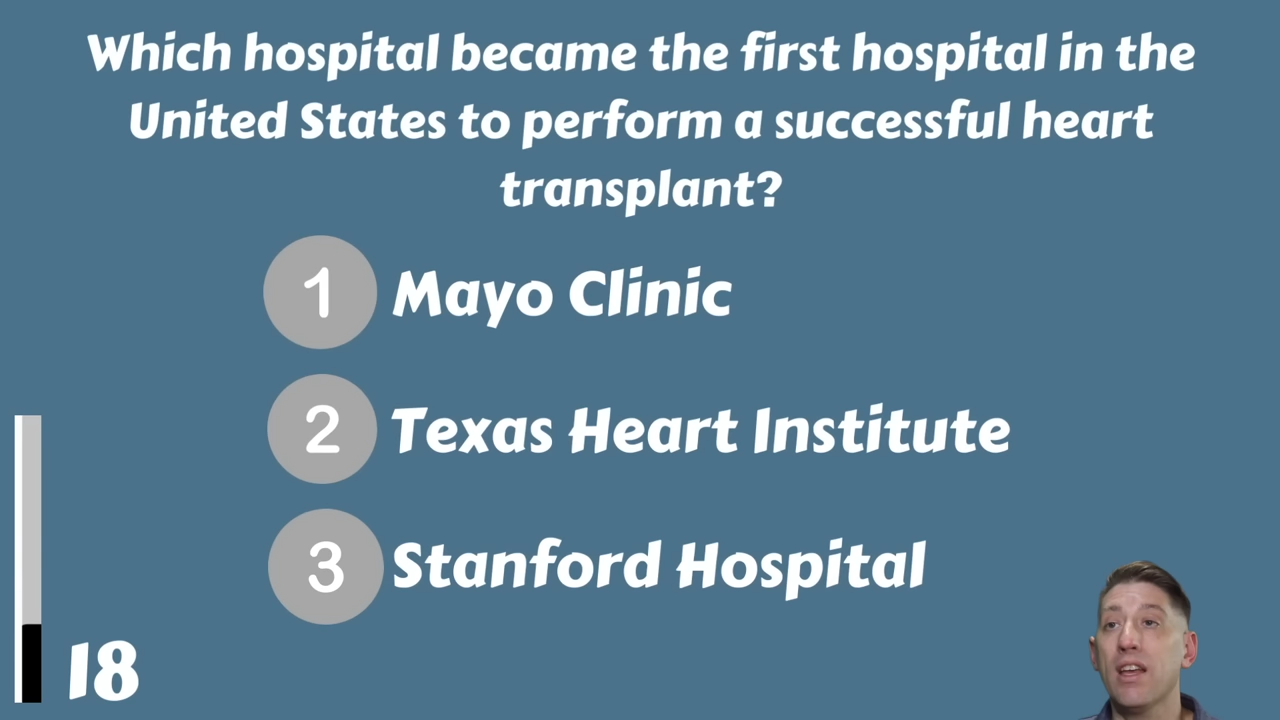 Which hospital became the first hospital in the
United States to perform a successful heart
transplant?
1 Mayo Clinic
2 Texas Heart Institute
3 Stanford Hospital
18